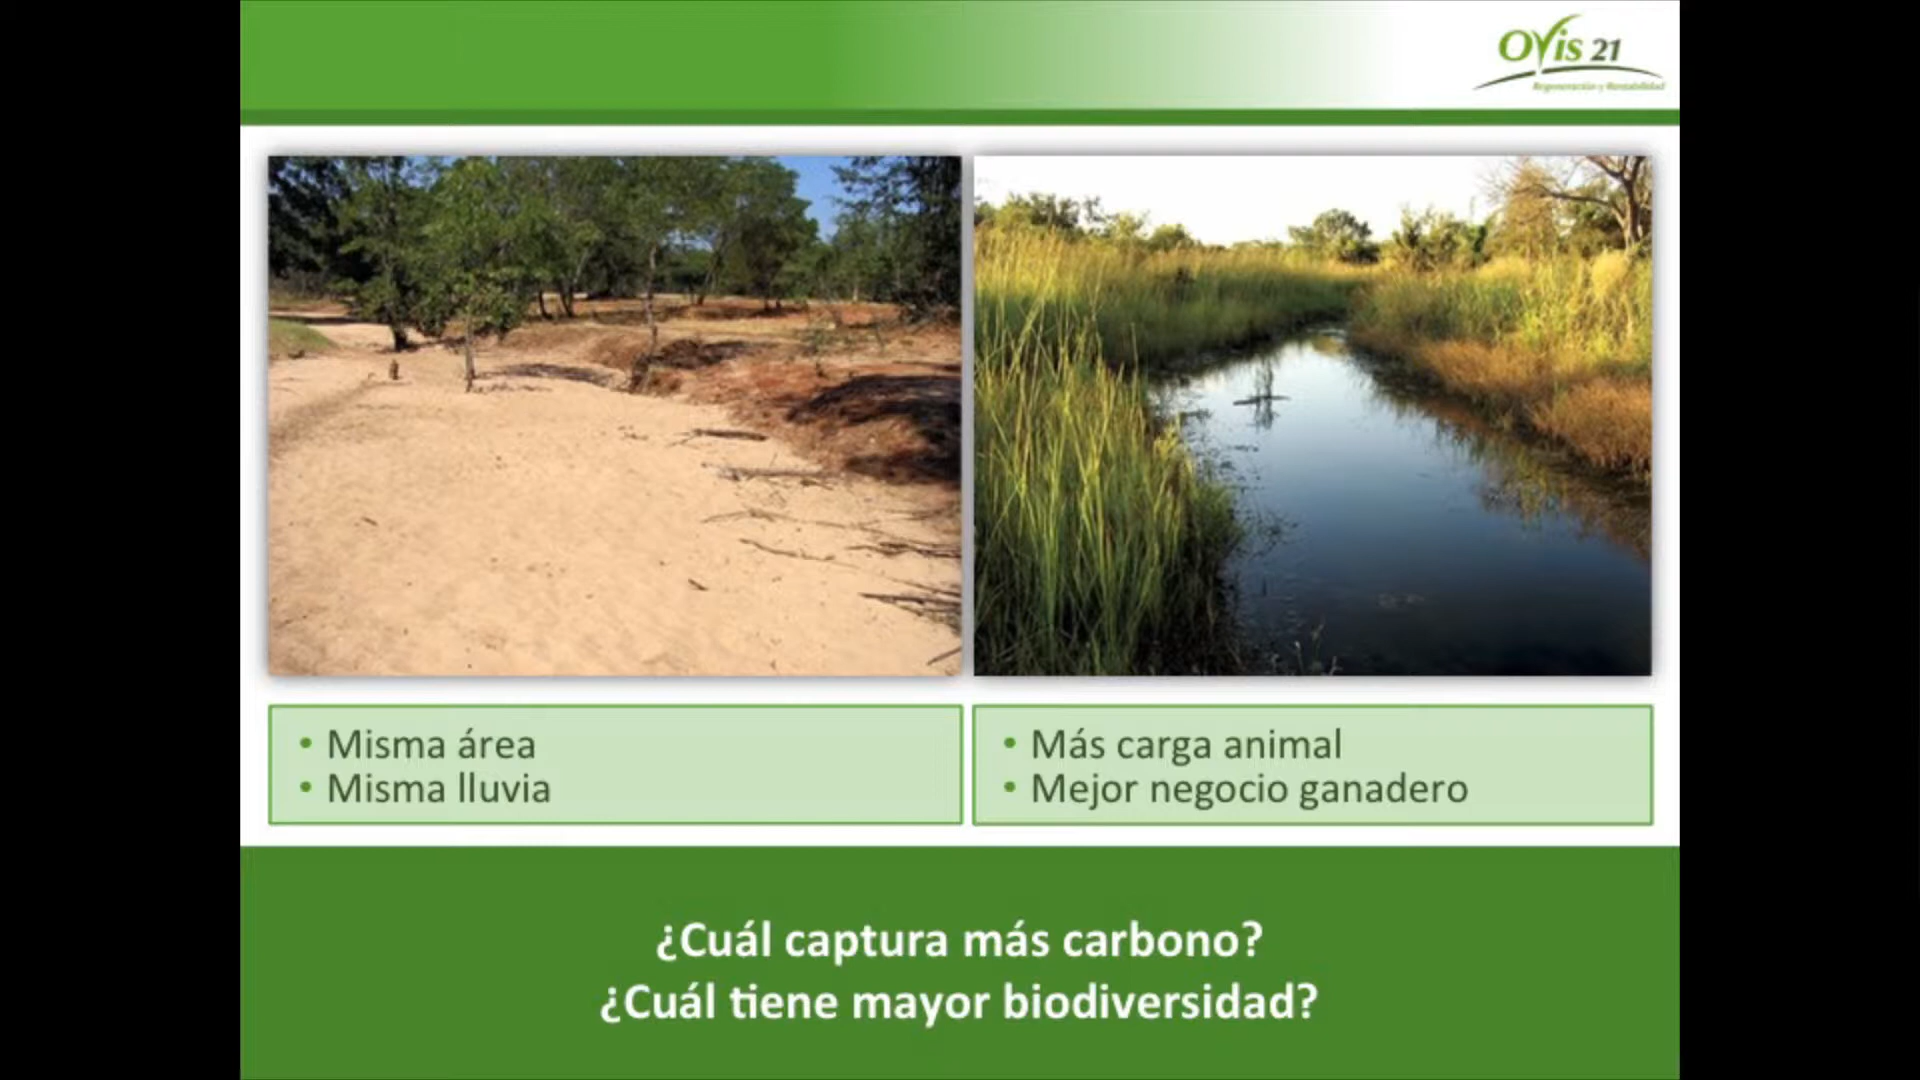 Ovis 21
Regeneración y Rentabilidad
• Misma área
• Misma lluvia
• Más carga animal
• Mejor negocio ganadero
¿Cuál captura más carbono?
¿Cuál tiene mayor biodiversidad?